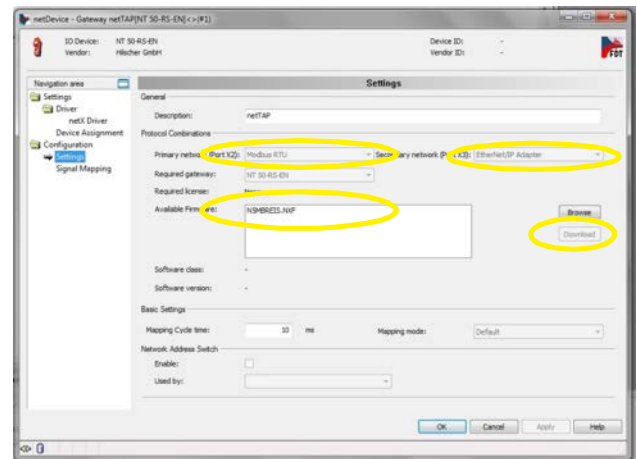 netDevice - Gateway netTAP[NT 50-RS-EN]<>(#1)
IO Device: NT 50-RS-EN Device ID: -
Vendor: Hilscher GmbH Vendor ID: -
FDT
Navigation area
Settings
Driver
netX Driver
Device Assignment
Configuration
Settings
Signal Mapping
Settings
General
Description: netTAP
Protocol Combinations
Primary network (Port X2): Modbus RTU Secondary network (Port X3): EtherNet/IP Adapter
Required gateway: NT 50-RS-EN
Required license: None
Available Firmware: NSMBREIS.NXF Browse
Download
Software class: -
Software version: -
Basic Settings
Mapping Cycle time: 10 ms Mapping mode: Default
Network Address Switch
Enable:
Used by:
OK Cancel Apply Help